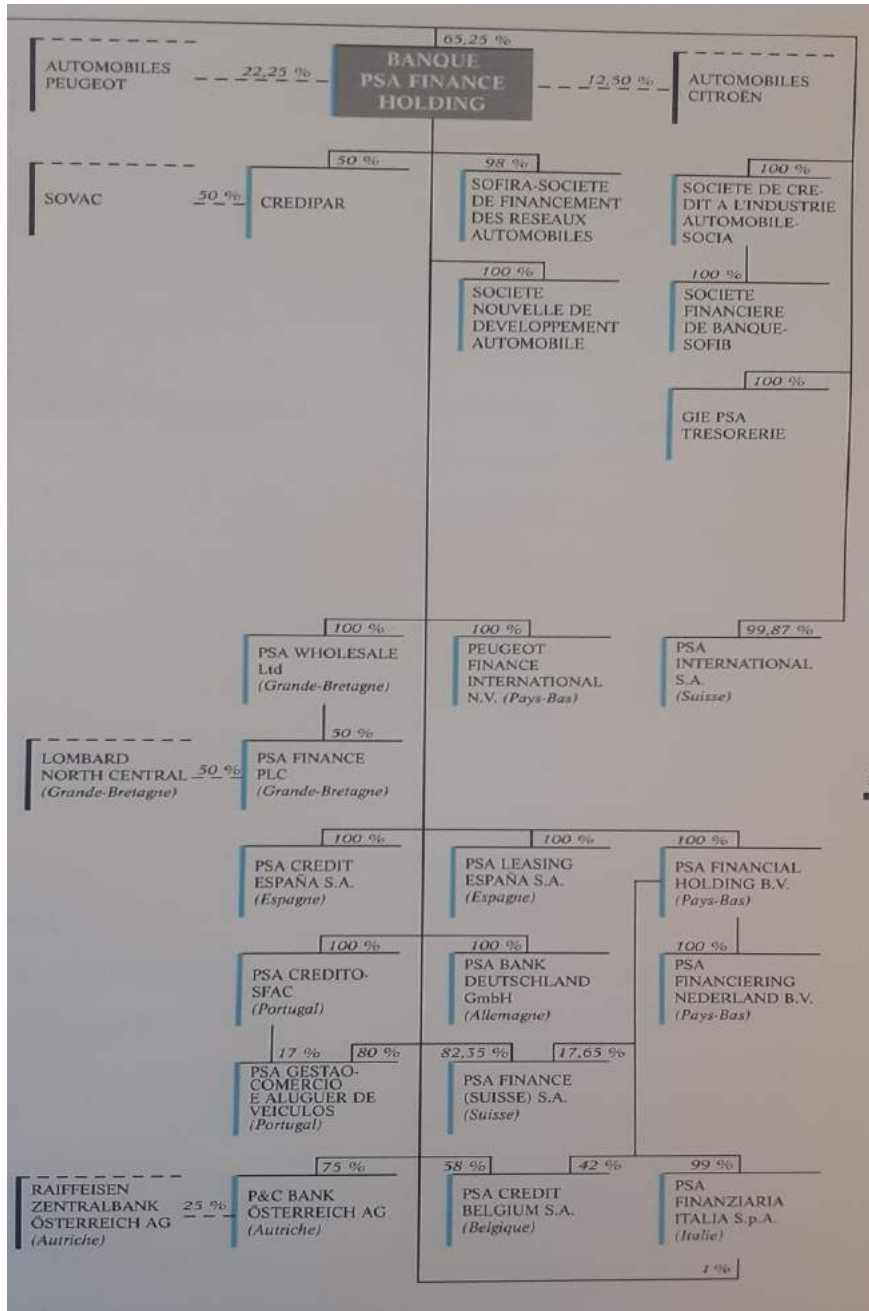 65,25 %
AUTOMOBILES
PEUGEOT
22,25 %
BANQUE
PSA FINANCE
HOLDING
12,50 %
AUTOMOBILES
CITROËN
SOVAC
50 %
50 %
CREDIPAR
98 %
SOFIRA-SOCIETE
DE FINANCEMENT
DES RESEAUX
AUTOMOBILES
100 %
SOCIETE DE CRE-
DIT A L'INDUSTRIE
AUTOMOBILE-
SOCIA
100 %
SOCIETE
NOUVELLE DE
DEVELOPPEMENT
AUTOMOBILE
100 %
SOCIETE
FINANCIERE
DE BANQUE-
SOFIB
100 %
GIE PSA
TRESORERIE
100 %
PSA WHOLESALE
Ltd
(Grande-Bretagne)
100 %
PEUGEOT
FINANCE
INTERNATIONAL
N.V. (Pays-Bas)
99,87 %
PSA
INTERNATIONAL
S.A.
(Suisse)
LOMBARD
NORTH CENTRAL
(Grande-Bretagne)
50 %
50 %
PSA FINANCE
PLC
(Grande-Bretagne)
100 %
PSA CREDIT
ESPAÑA S.A.
(Espagne)
100 %
PSA LEASING
ESPAÑA S.A.
(Espagne)
100 %
PSA FINANCIAL
HOLDING B.V.
(Pays-Bas)
100 %
PSA CREDITO-
SFAC
(Portugal)
100 %
PSA BANK
DEUTSCHLAND
GmbH
(Allemagne)
100 %
PSA
FINANCIERING
NEDERLAND B.V.
(Pays-Bas)
17 %
80 %
PSA GESTAO-
COMERCIO
E ALUGUER DE
VEICULOS
(Portugal)
82,35 %
17,65 %
PSA FINANCE
(SUISSE) S.A.
(Suisse)
RAIFFEISEN
ZENTRALBANK
ÖSTERREICH AG
(Autriche)
25 %
75 %
P&C BANK
ÖSTERREICH AG
(Autriche)
58 %
42 %
PSA CREDIT
BELGIUM S.A.
(Belgique)
99 %
PSA
FINANZIARIA
ITALIA S.p.A.
(Italie)
1 %